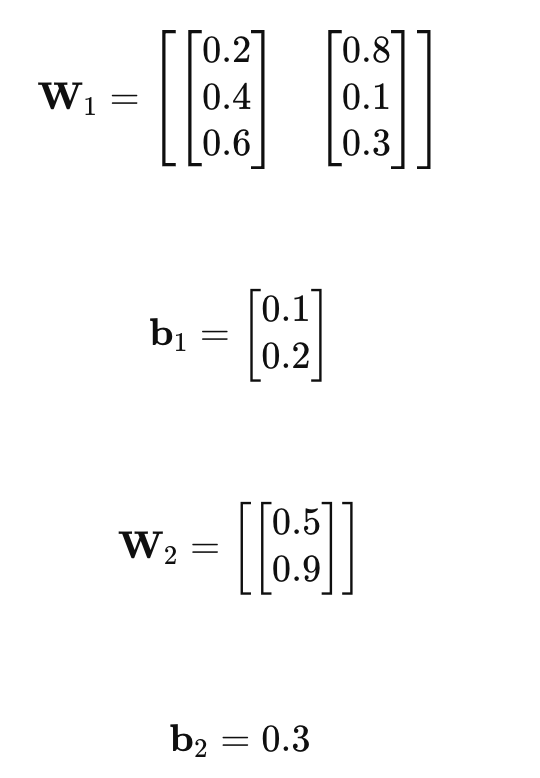 W₁ = [[0.2 0.4 0.6] [0.8 0.1 0.3]]
b₁ = [0.1 0.2]
W₂ = [[0.5 0.9]]
b₂ = 0.3